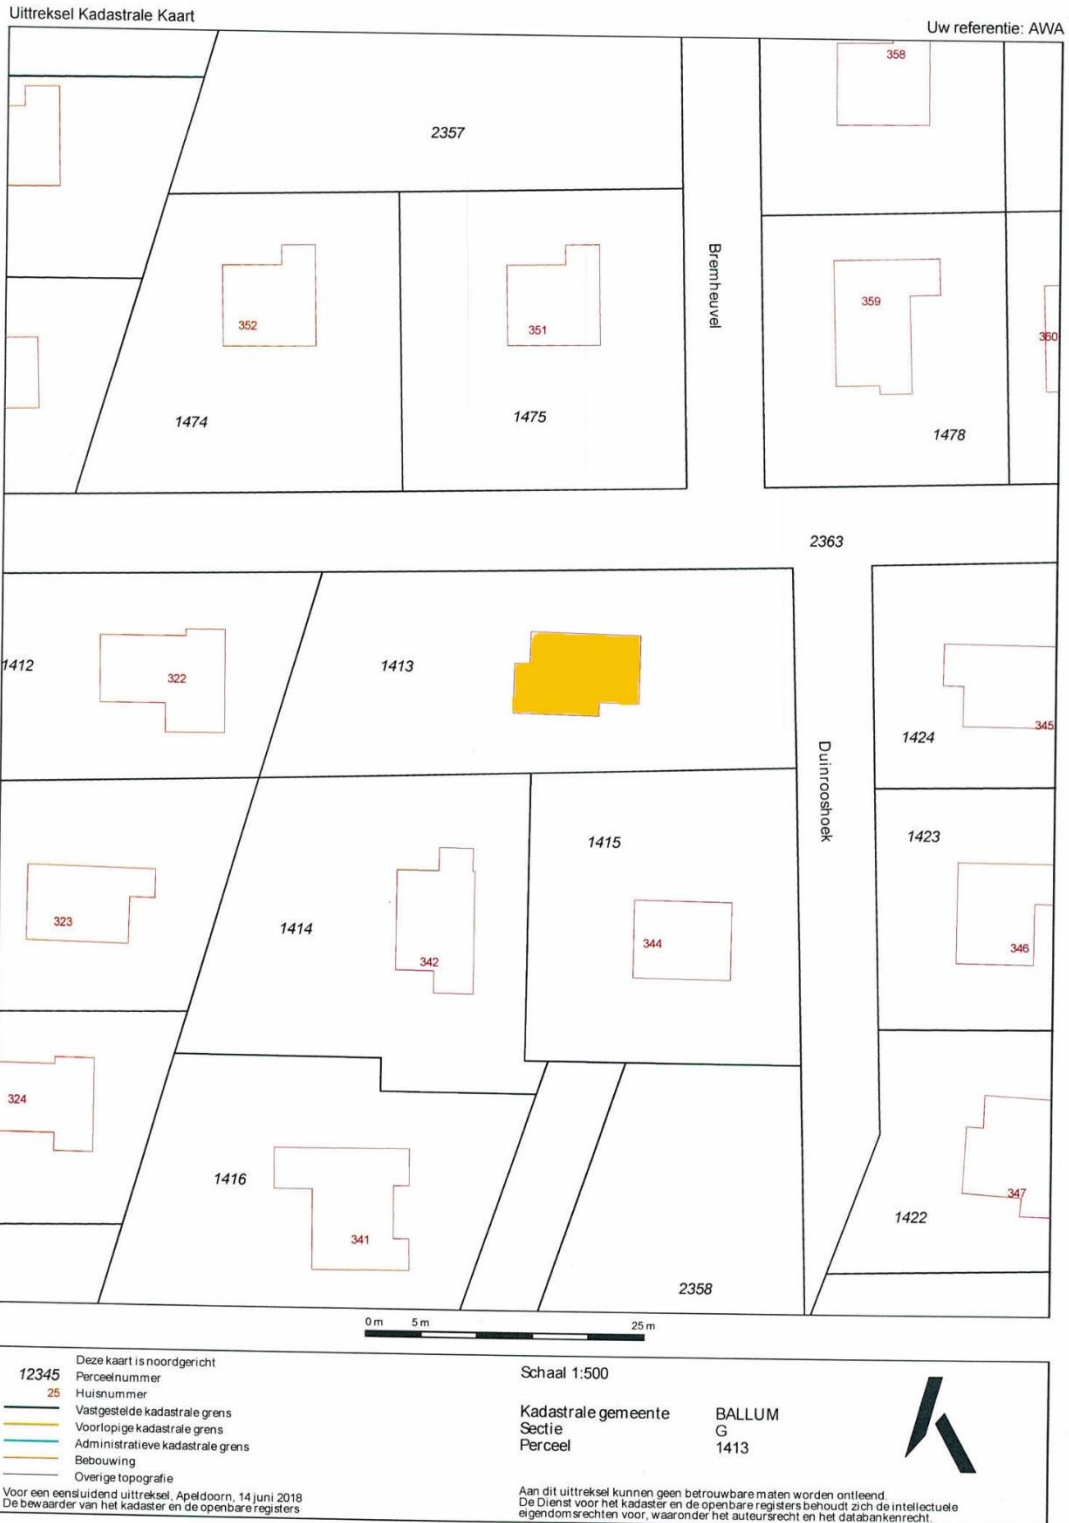 Uittreksel Kadastrale Kaart
Uw referentie: AWA
358
2357
Bremheuvel
359
352
351
360
1474
1475
1478
2363
1412
322
1413
345
1424
Duinrooshoek
1415
1423
323
1414
342
344
346
324
1416
341
347
1422
2358
0 m 5 m 25 m
Deze kaart is noordgericht
12345 Perceelnummer
25 Huisnummer
Vastgestelde kadastrale grens
Voorlopige kadastrale grens
Administratieve kadastrale grens
Bebouwing
Overige topografie
Voor een eensluidend uittreksel, Apeldoorn, 14 juni 2018
De bewaarder van het kadaster en de openbare registers
Schaal 1:500
Kadastrale gemeente BALLUM
Sectie G
Perceel 1413
Aan dit uittreksel kunnen geen betrouwbare maten worden ontleend.
De Dienst voor het kadaster en de openbare registers behoudt zich de intellectuele
eigendomsrechten voor, waaronder het auteursrecht en het databankenrecht.